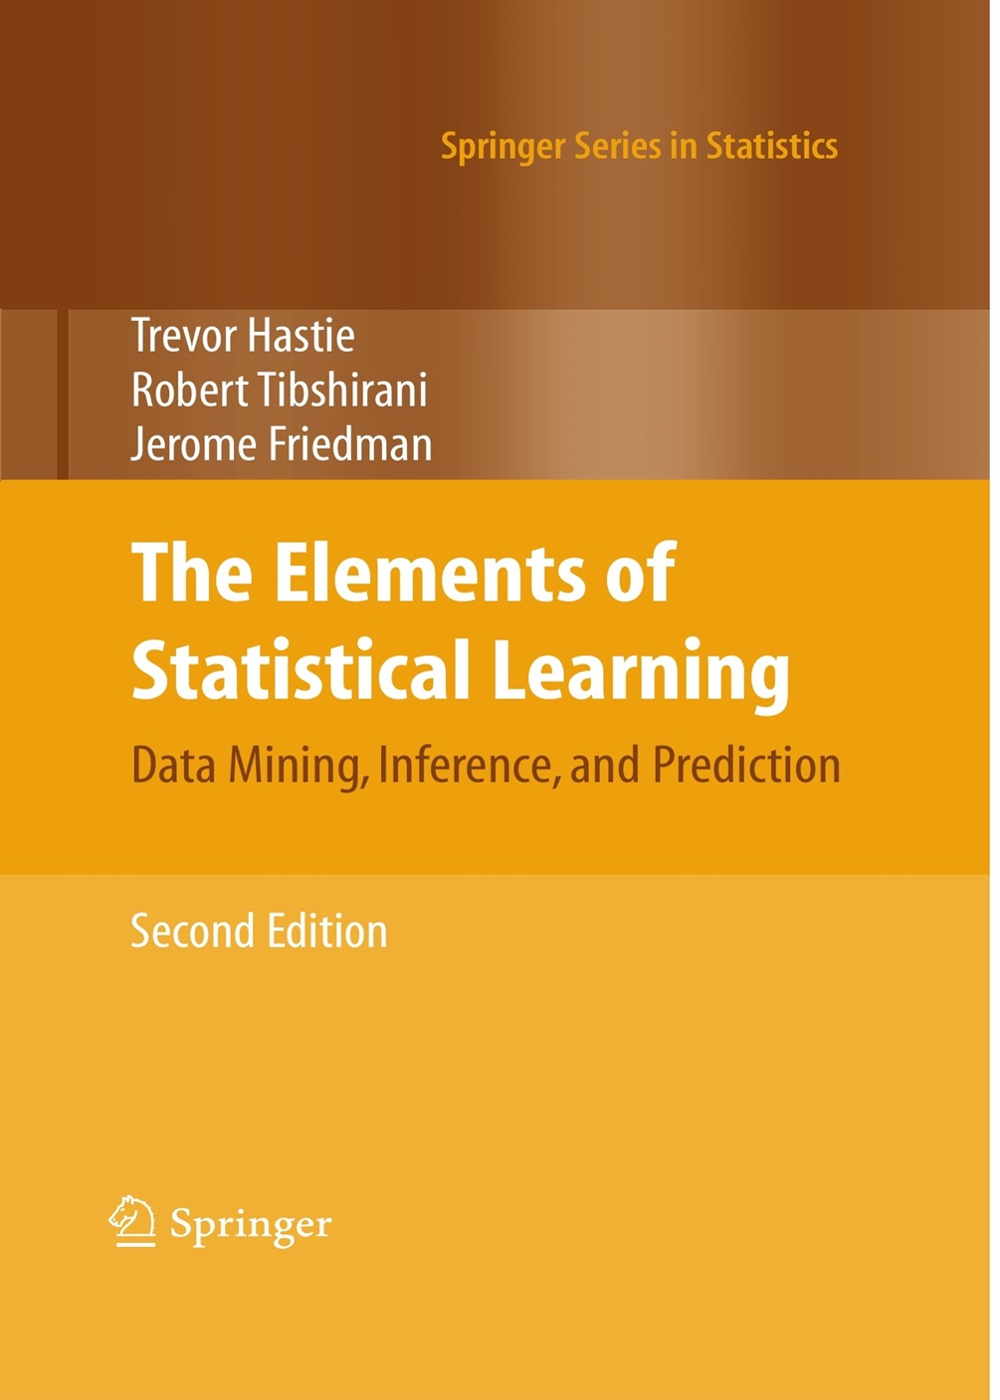 Springer Series in Statistics
Trevor Hastie
Robert Tibshirani
Jerome Friedman
The Elements of
Statistical Learning
Data Mining, Inference, and Prediction
Second Edition
Springer